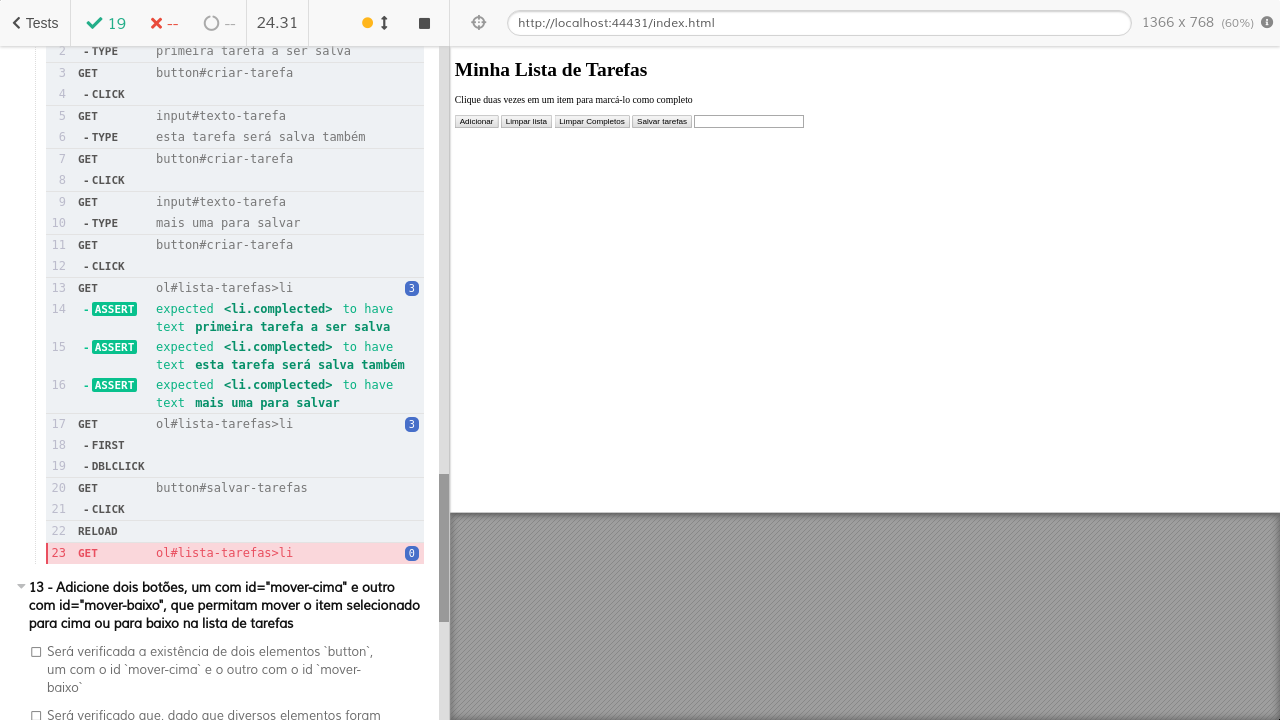 Tests
19
--
--
24.31
http://localhost:44431/index.html
1366 x 768 (60%)
2 -TYPE primeira tarefa a ser salva
3 GET button#criar-tarefa
4 -CLICK
5 GET input#texto-tarefa
6 -TYPE esta tarefa será salva também
7 GET button#criar-tarefa
8 -CLICK
9 GET input#texto-tarefa
10 -TYPE mais uma para salvar
11 GET button#criar-tarefa
12 -CLICK
13 GET ol#lista-tarefas>li 3
14 -ASSERT expected <li.complected> to have
text primeira tarefa a ser salva
15 -ASSERT expected <li.complected> to have
text esta tarefa será salva também
16 -ASSERT expected <li.complected> to have
text mais uma para salvar
17 GET ol#lista-tarefas>li 3
18 -FIRST
19 -DBLCLICK
20 GET button#salvar-tarefas
21 -CLICK
22 RELOAD
23 GET ol#lista-tarefas>li 0
13 - Adicione dois botões, um com id="mover-cima" e outro
com id="mover-baixo", que permitam mover o item selecionado
para cima ou para baixo na lista de tarefas
Será verificada a existência de dois elementos `button`,
um com o id `mover-cima` e o outro com o id `mover-
baixo`
Será verificado que, dado que diversos elementos foram
Minha Lista de Tarefas
Clique duas vezes em um item para marcá-lo como completo
Adicionar Limpar lista Limpar Completos Salvar tarefas